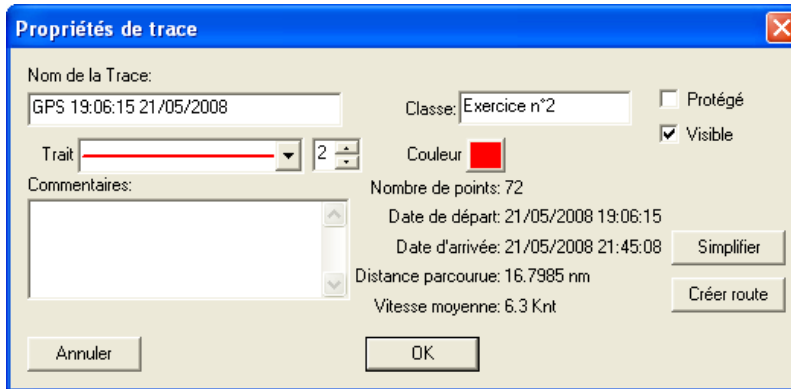 Propriétés de trace
Nom de la Trace:
GPS 19:06:15 21/05/2008
Classe: Exercice n°2
Protégé
Visible
Trait
2
Couleur
Commentaires:
Nombre de points: 72
Date de départ: 21/05/2008 19:06:15
Date d'arrivée: 21/05/2008 21:45:08
Distance parcourue: 16.7985 nm
Vitesse moyenne: 6.3 Knt
Simplifier
Créer route
Annuler
OK